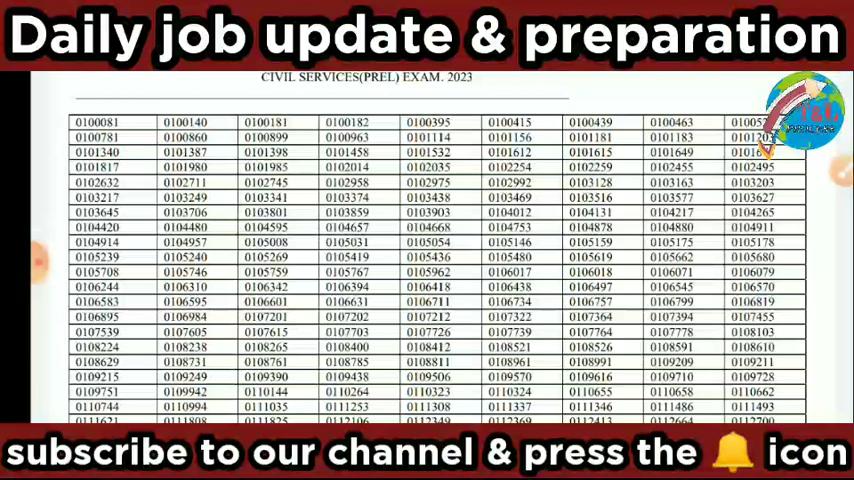 Daily job update & preparation
CIVIL SERVICES(PREL) EXAM. 2023
0100081 0100140 0100181 0100182 0100395 0100415 0100439 0100463
0100781 0100860 0100899 0100963 0101114 0101156 0101181 0101183
0101340 0101387 0101398 0101458 0101532 0101612 0101615 0101649
0101817 0101980 0101985 0102014 0102035 0102254 0102259 0102455 0102495
0102632 0102711 0102745 0102958 0102975 0102992 0103128 0103163 0103203
0103217 0103249 0103341 0103374 0103438 0103469 0103516 0103577 0103627
0103645 0103706 0103801 0103859 0103903 0104012 0104131 0104217 0104265
0104420 0104480 0104595 0104657 0104668 0104753 0104878 0104880 0104911
0104914 0104957 0105008 0105031 0105054 0105146 0105159 0105175 0105178
0105239 0105240 0105269 0105419 0105436 0105480 0105619 0105662 0105680
0105708 0105746 0105759 0105767 0105962 0106017 0106018 0106071 0106079
0106244 0106310 0106342 0106394 0106418 0106438 0106497 0106545 0106570
0106583 0106595 0106601 0106631 0106711 0106734 0106757 0106799 0106819
0106895 0106984 0107201 0107202 0107212 0107322 0107364 0107394 0107455
0107539 0107605 0107615 0107703 0107726 0107739 0107764 0107778 0108103
0108224 0108238 0108265 0108400 0108412 0108521 0108526 0108591 0108610
0108629 0108731 0108761 0108785 0108811 0108961 0108991 0109209 0109211
0109215 0109249 0109390 0109438 0109506 0109570 0109616 0109710 0109728
0109751 0109942 0110144 0110264 0110323 0110324 0110655 0110658 0110662
0110744 0110994 0111035 0111253 0111308 0111337 0111346 0111486 0111493
subscribe to our channel & press the 🔔 icon